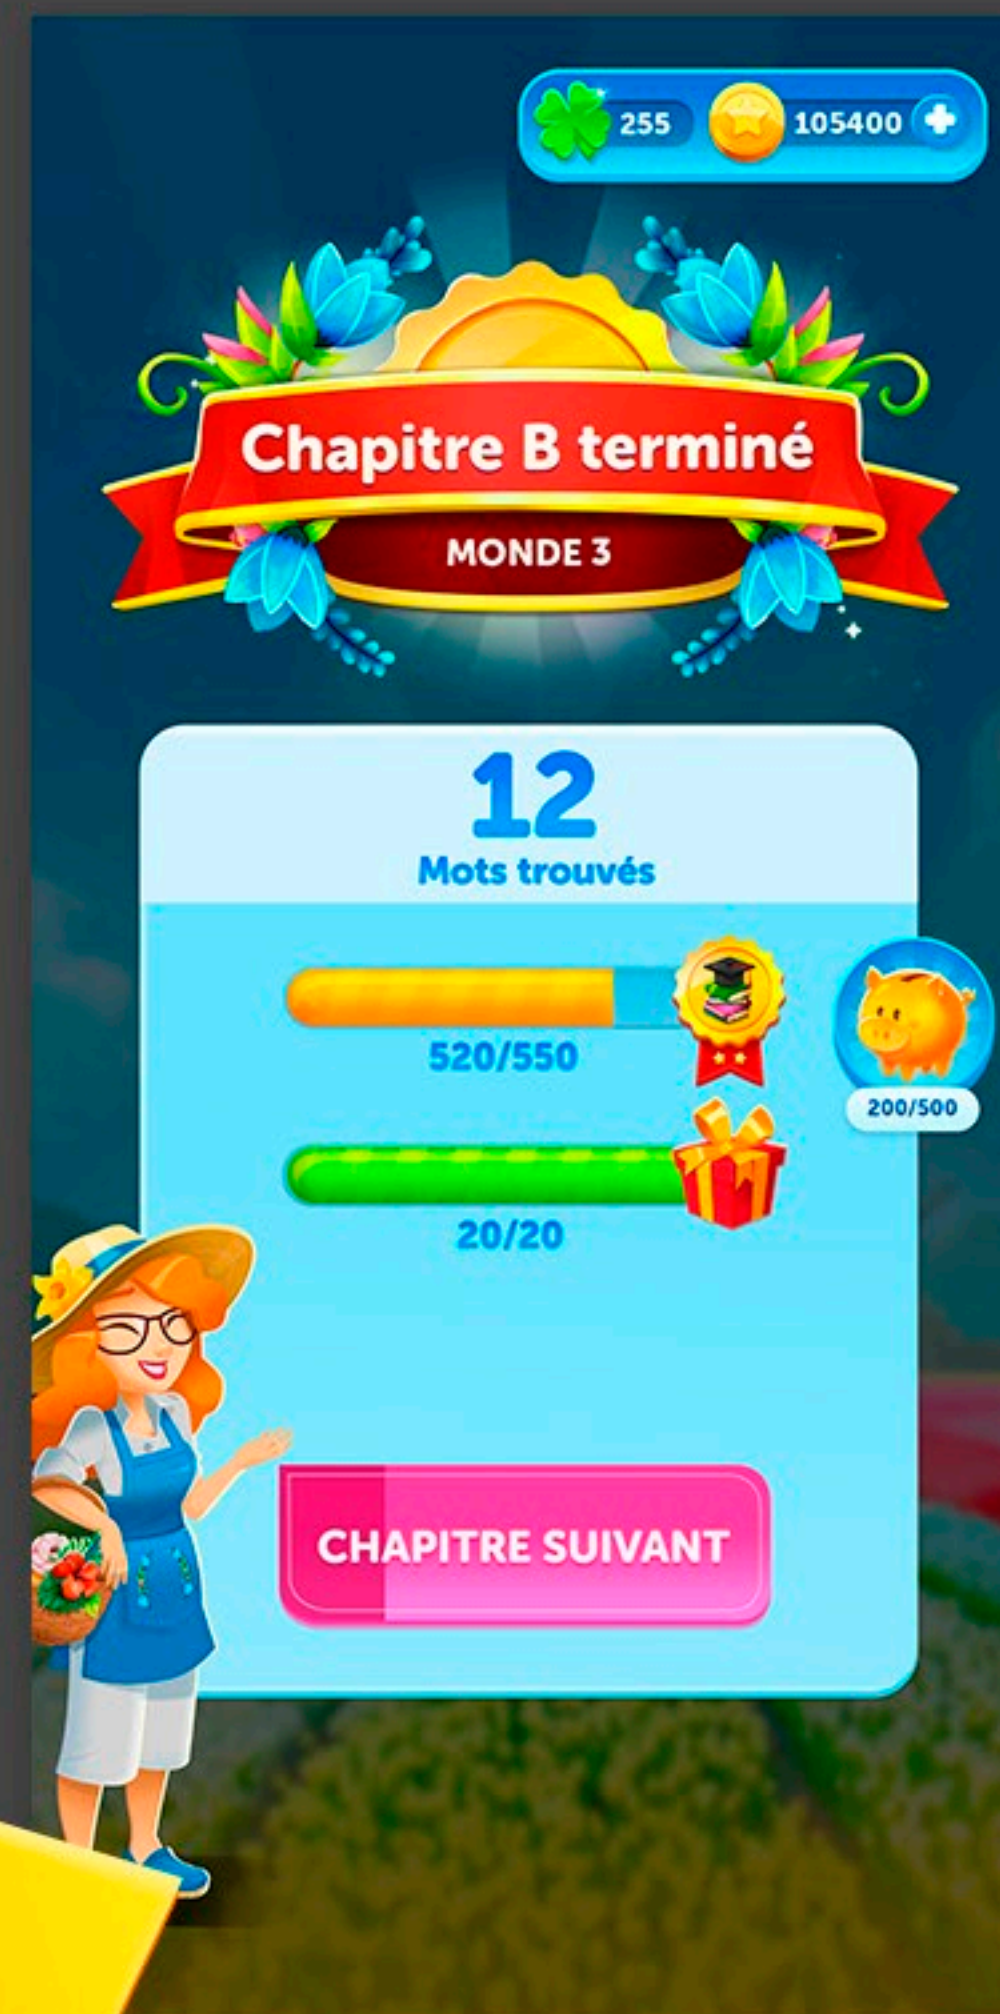 255
105400
Chapitre B terminé
MONDE 3
12
Mots trouvés
520/550
200/500
20/20
CHAPITRE SUIVANT